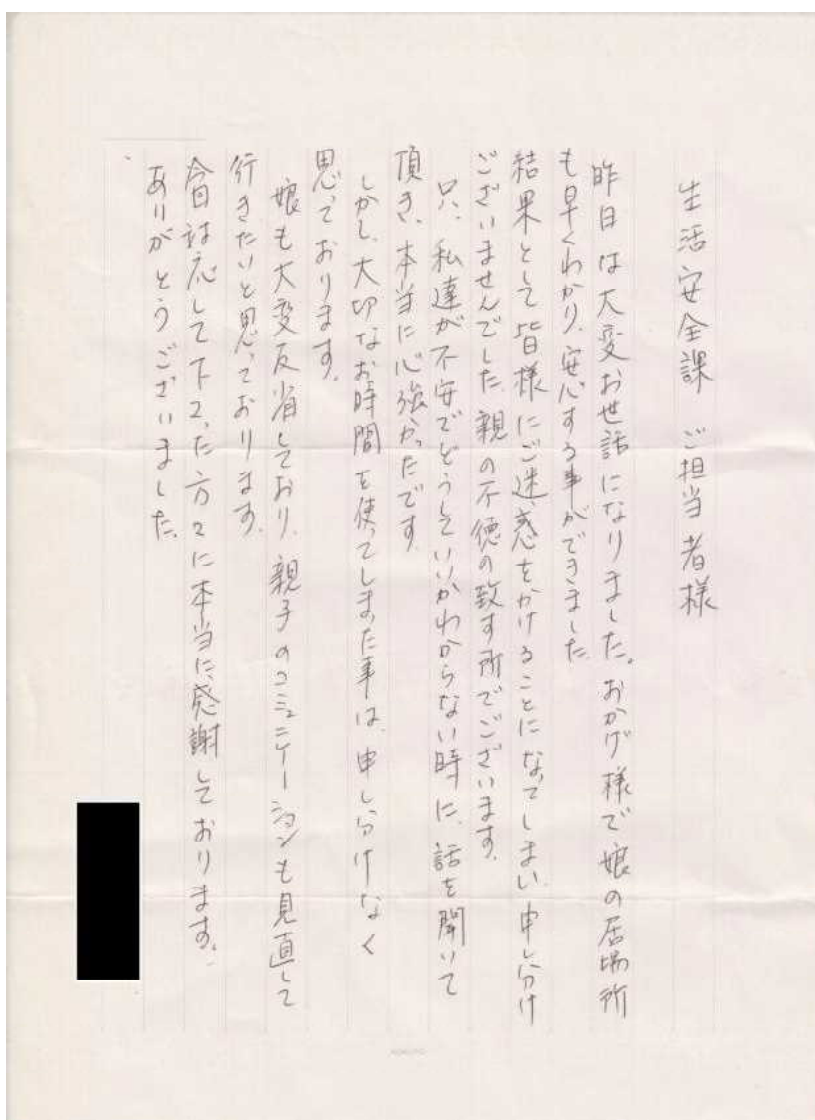 生活安全課 ご担当者様
昨日は大変お世話になりました。おかげ様で娘の居場所
も早くわかり、安心する事ができました
結果として皆様にご迷惑をかけることになってしまい、申し分け
ございませんでした。親の不徳の致す所でございます。
只、私達が不安でどうしていいかわからない時に、話を聞いて
頂き、本当に心強かったです。
しかし、大切なお時間を使ってしまった事は、申し分けなく
思っております。
娘も大変反省しており、親子のコミュニケーションも見直して
行きたいと思っております。
今回は応して下さった方々に本当に感謝しております。
ありがとうございました。